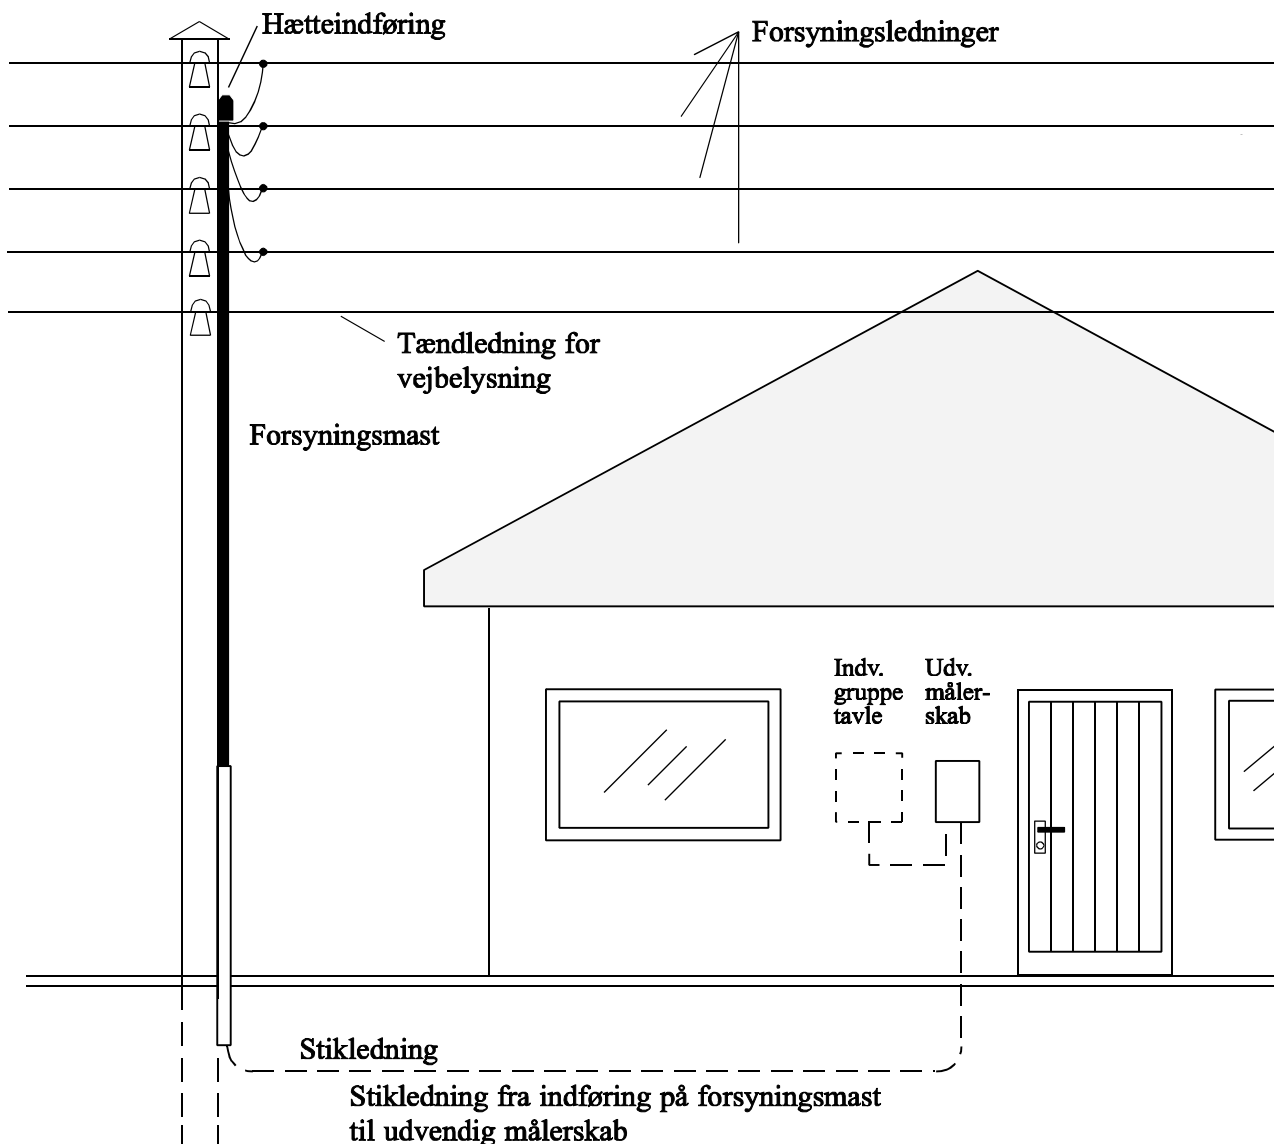 Hætteindføring
Forsyningsledninger
Tændledning for
vejbelysning
Forsyningsmast
Indv.
gruppe
tavle
Udv.
måler-
skab
Stikledning
Stikledning fra indføring på forsyningsmast
til udvendig målerskab